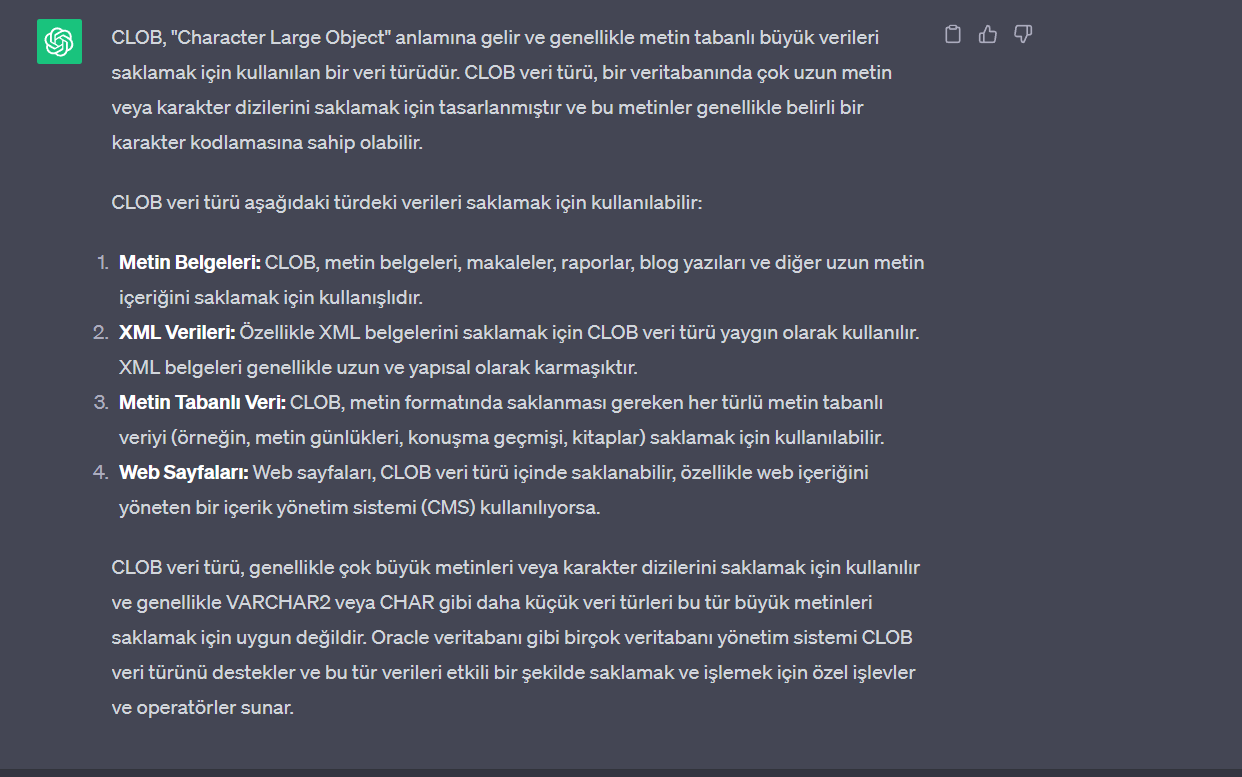 CLOB, "Character Large Object" anlamına gelir ve genellikle metin tabanlı büyük verileri
saklamak için kullanılan bir veri türüdür. CLOB veri türü, bir veritabanında çok uzun metin
veya karakter dizilerini saklamak için tasarlanmıştır ve bu metinler genellikle belirli bir
karakter kodlamasına sahip olabilir.
CLOB veri türü aşağıdaki türdeki verileri saklamak için kullanılabilir:
1. Metin Belgeleri: CLOB, metin belgeleri, makaleler, raporlar, blog yazıları ve diğer uzun metin
içeriğini saklamak için kullanışlıdır.
2. XML Verileri: Özellikle XML belgelerini saklamak için CLOB veri türü yaygın olarak kullanılır.
XML belgeleri genellikle uzun ve yapısal olarak karmaşıktır.
3. Metin Tabanlı Veri: CLOB, metin formatında saklanması gereken her türlü metin tabanlı
veriyi (örneğin, metin günlükleri, konuşma geçmişi, kitaplar) saklamak için kullanılabilir.
4. Web Sayfaları: Web sayfaları, CLOB veri türü içinde saklanabilir, özellikle web içeriğini
yöneten bir içerik yönetim sistemi (CMS) kullanılıyorsa.
CLOB veri türü, genellikle çok büyük metinleri veya karakter dizilerini saklamak için kullanılır
ve genellikle VARCHAR2 veya CHAR gibi daha küçük veri türleri bu tür büyük metinleri
saklamak için uygun değildir. Oracle veritabanı gibi birçok veritabanı yönetim sistemi CLOB
veri türünü destekler ve bu tür verileri etkili bir şekilde saklamak ve işlemek için özel işlevler
ve operatörler sunar.